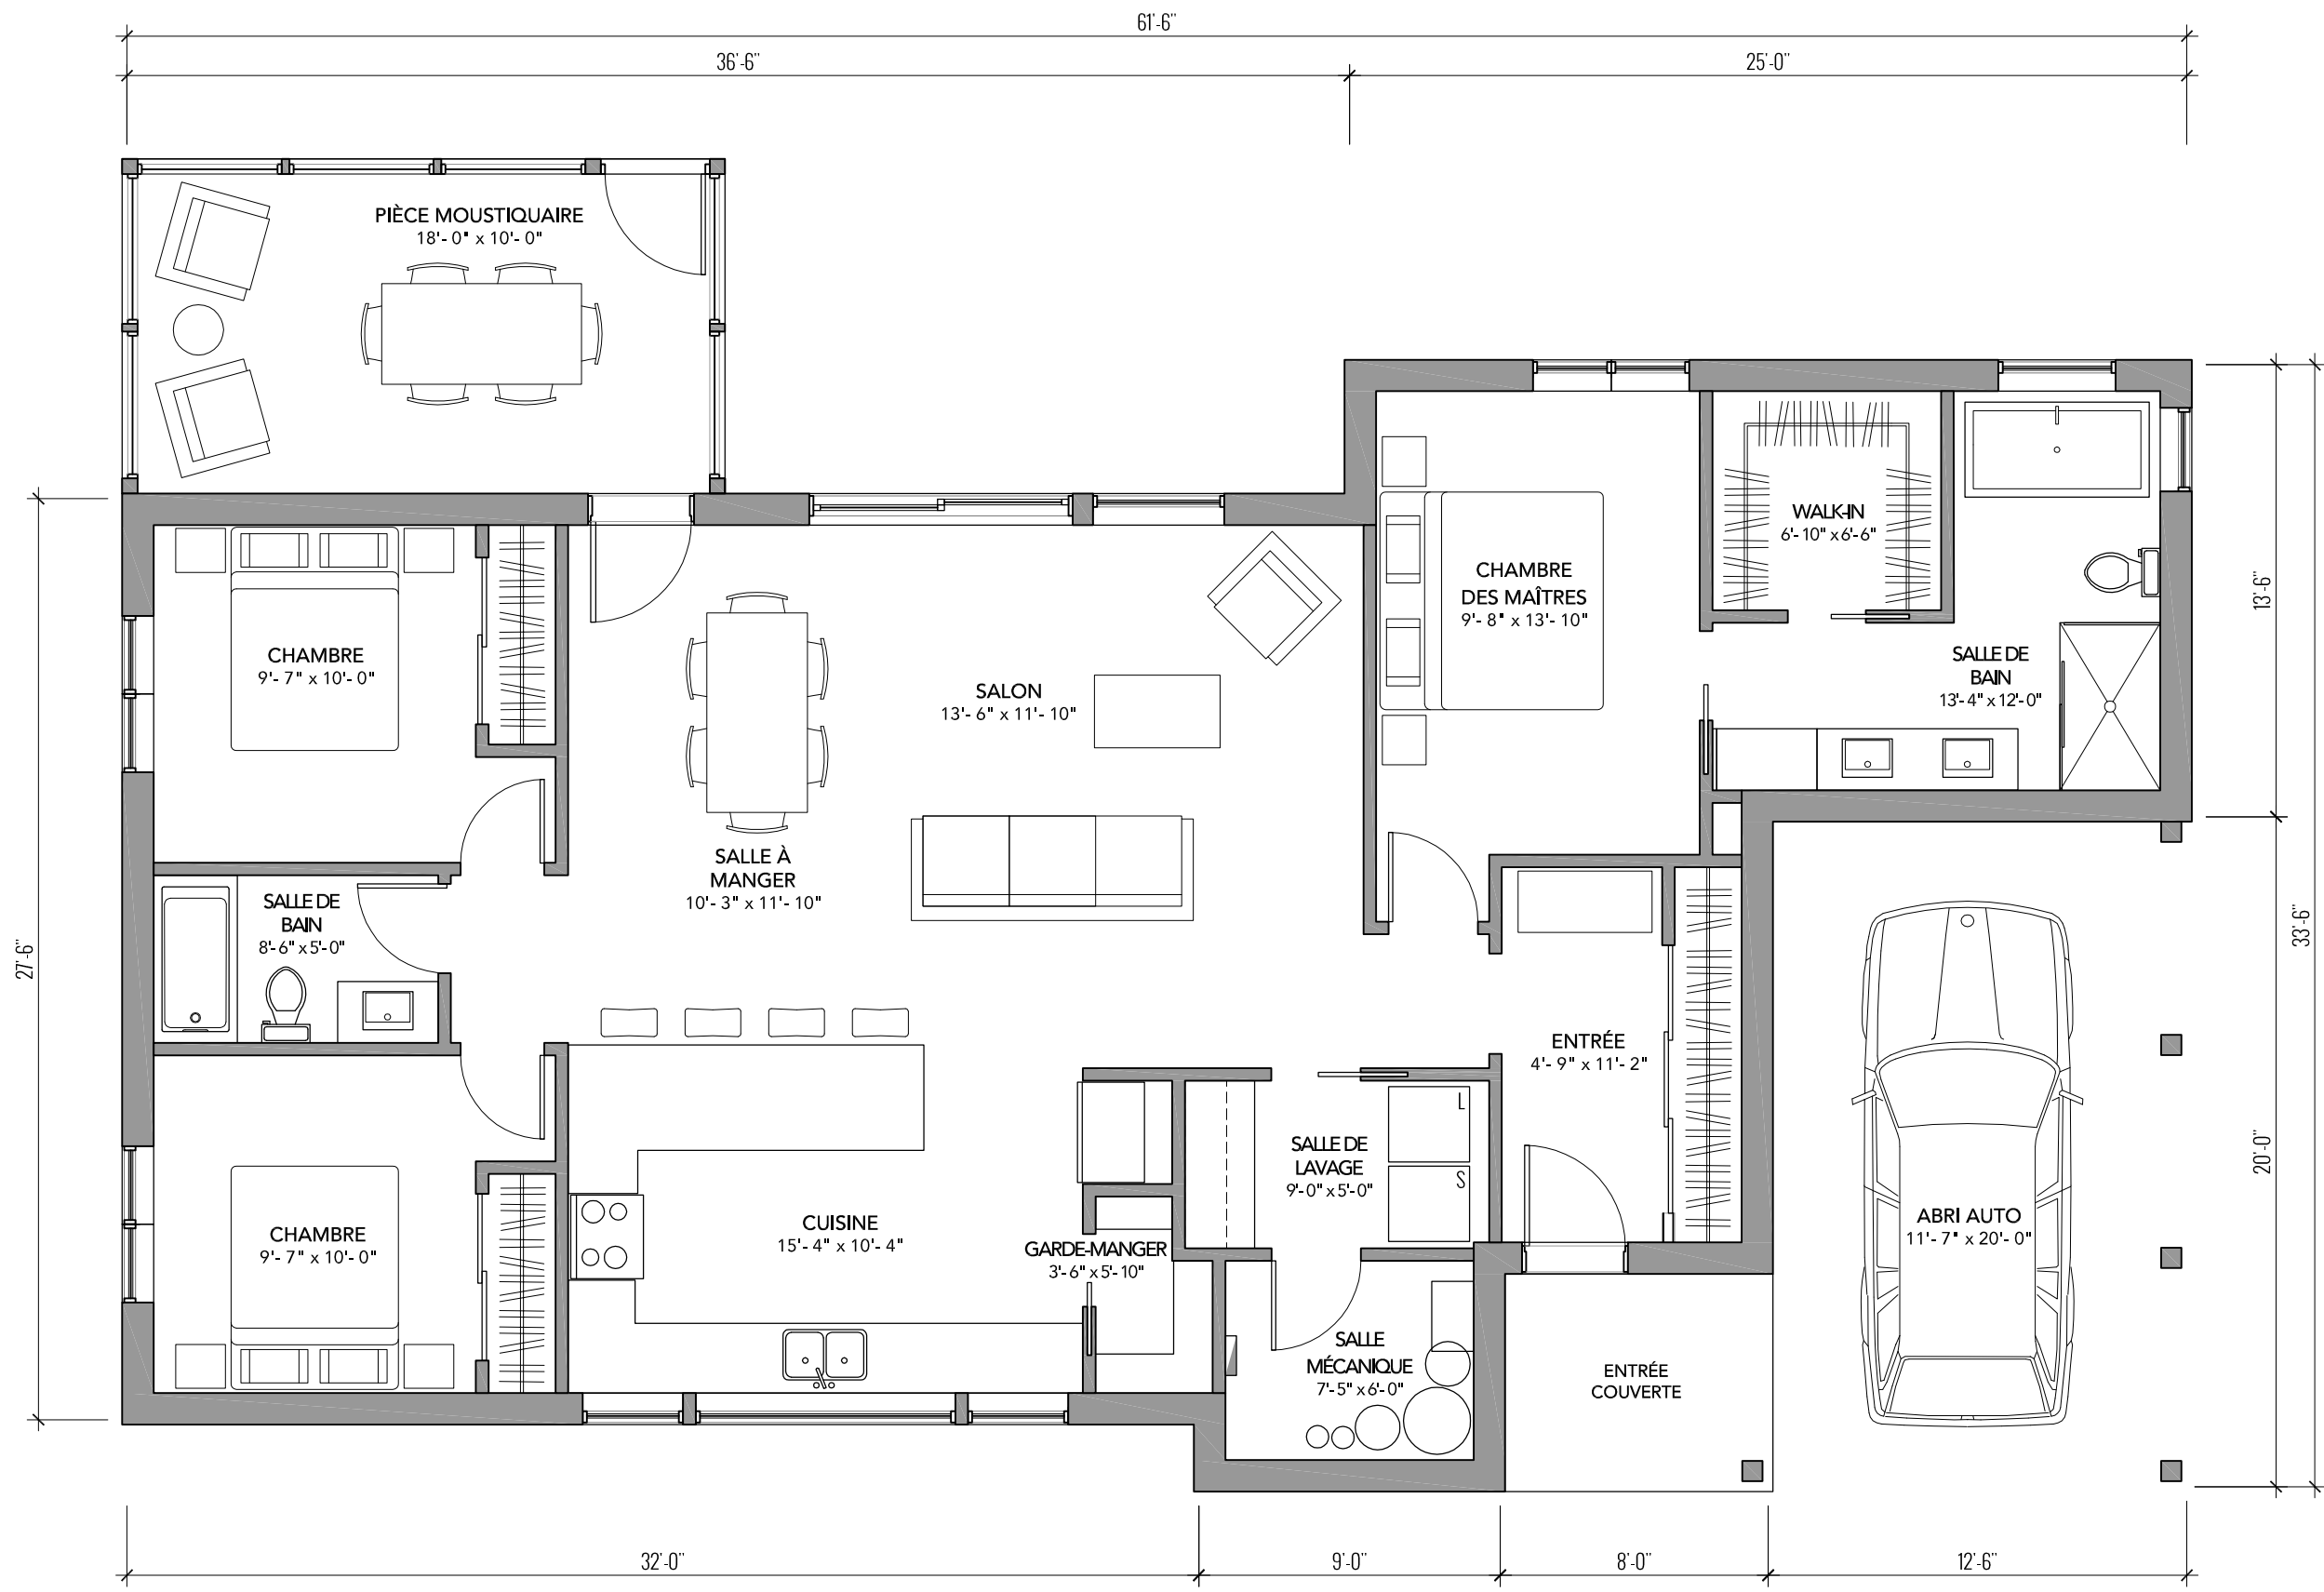 61'-6"
36'-6"
25'-0"
PIÈCE MOUSTIQUAIRE
18'- 0" x 10'- 0"
CHAMBRE
9'- 7" x 10'- 0"
SALON
13'- 6" x 11'- 10"
CHAMBRE
DES MAÎTRES
9'- 8" x 13'- 10"
WALK-IN
6'- 10" x 6'- 6"
SALLE DE
BAIN
13'- 4" x 12'- 0"
13'-6"
SALLE À
MANGER
10'- 3" x 11'- 10"
SALLE DE
BAIN
8'- 6" x 5'- 0"
27'-6"
33'-6"
ENTRÉE
4'- 9" x 11'- 2"
L
S
SALLE DE
LAVAGE
9'- 0" x 5'- 0"
20'-0"
CHAMBRE
9'- 7" x 10'- 0"
CUISINE
15'- 4" x 10'- 4"
GARDE-MANGER
3'- 6" x 5'- 10"
ABRI AUTO
11'- 7" x 20'- 0"
SALLE
MÉCANIQUE
7'- 5" x 6'- 0"
ENTRÉE
COUVERTE
32'-0"
9'-0"
8'-0"
12'-6"